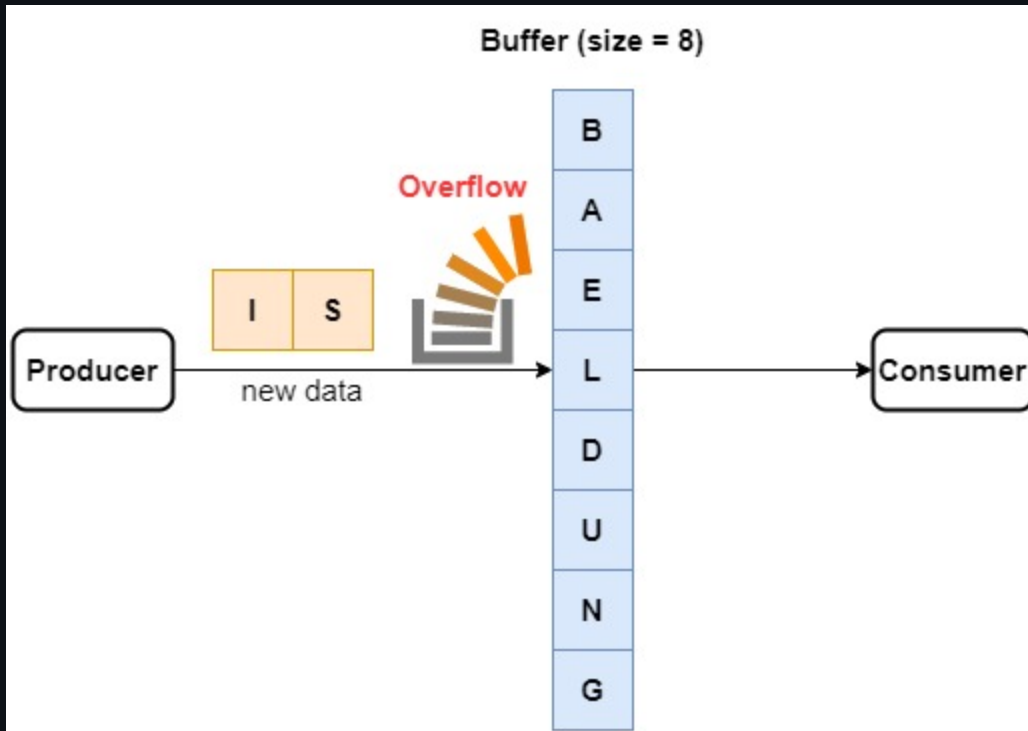 Buffer (size = 8)
B
A
Overflow
E
I S
Producer
L
Consumer
new data
D
U
N
G